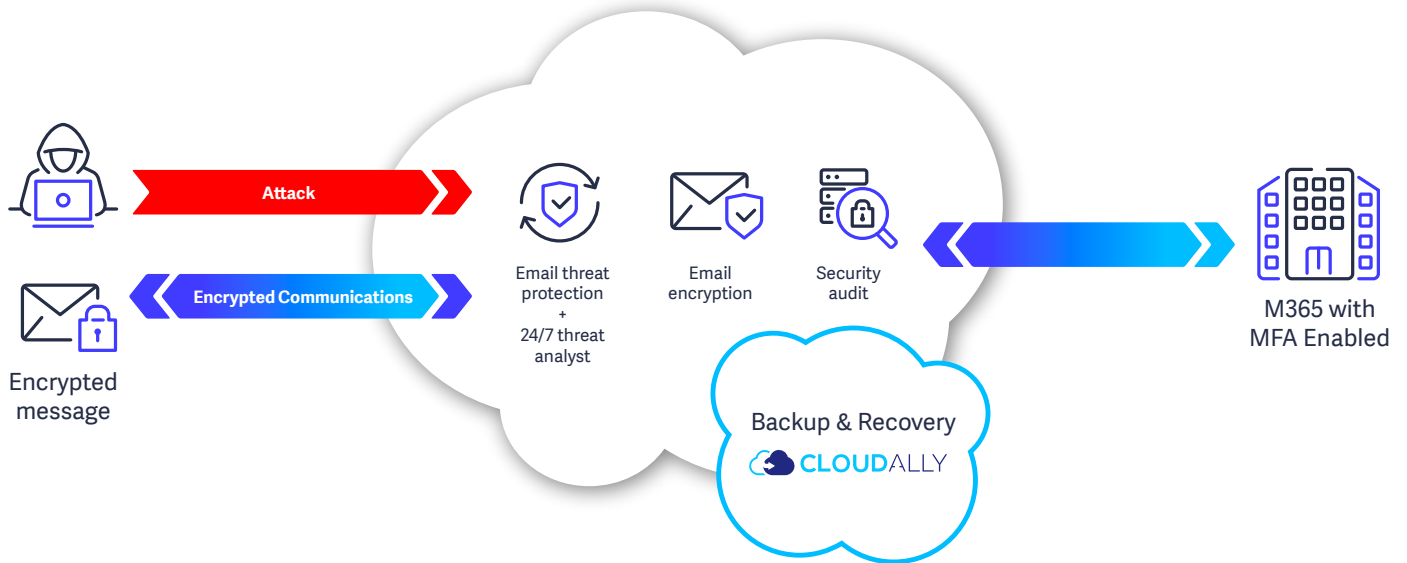 Attack
Encrypted Communications
Encrypted
message
Email threat
protection
+
24/7 threat
analyst
Email
encryption
Security
audit
Backup & Recovery
CLOUDALLY
M365 with
MFA Enabled